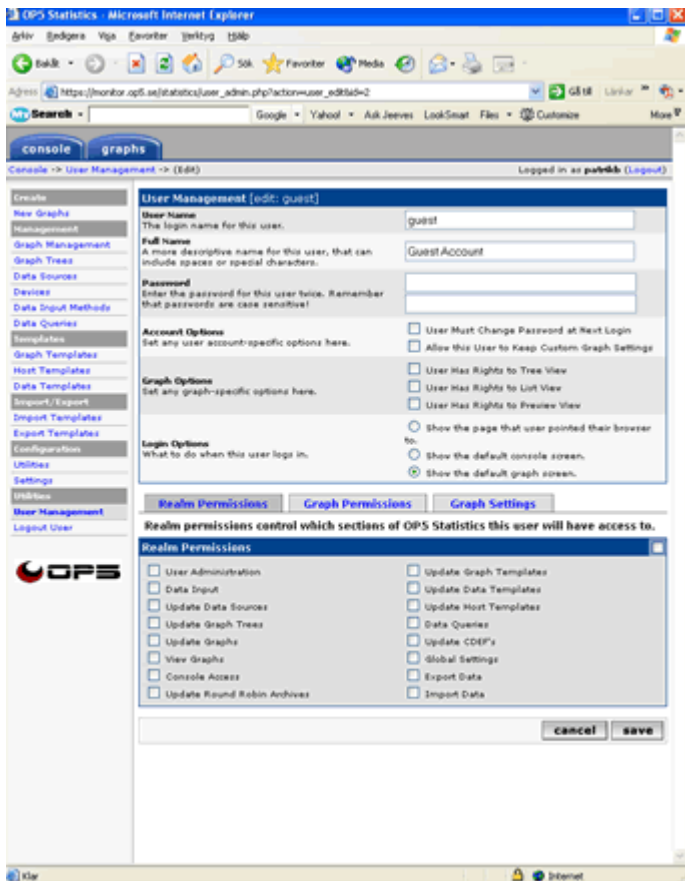 OP5 Statistics - Microsoft Internet Explorer
Arkiv Redigera Visa Favoriter Verktyg Hjälp
Bakåt Sök Favoriter Media
Adress https://monitor.op5.se/statistics/user_admin.php?action=user_edit&id=2 Gå till Länkar »
Search Google Yahoo! Ask Jeeves LookSmart Files Customize More
console graphs
Console -> User Management -> (Edit) Logged in as patrikb (Logout)
Create
New Graphs
Management
Graph Management
Graph Trees
Data Sources
Devices
Data Input Methods
Data Queries
Templates
Graph Templates
Host Templates
Data Templates
Import/Export
Import Templates
Export Templates
Configuration
Utilities
Settings
Utilities
User Management
Logout User
OP5
User Management [edit: guest]
User Name
The login name for this user.
guest
Full Name
A more descriptive name for this user, that can
include spaces or special characters.
Guest Account
Password
Enter the password for this user twice. Remember
that passwords are case sensitive!
Account Options
Set any user account-specific options here.
User Must Change Password at Next Login
Allow this User to Keep Custom Graph Settings
Graph Options
Set any graph-specific options here.
User Has Rights to Tree View
User Has Rights to List View
User Has Rights to Preview View
Login Options
What to do when this user logs in.
Show the page that user pointed their browser
to.
Show the default console screen.
Show the default graph screen.
Realm Permissions Graph Permissions Graph Settings
Realm permissions control which sections of OP5 Statistics this user will have access to.
Realm Permissions
User Administration
Data Input
Update Data Sources
Update Graph Trees
Update Graphs
View Graphs
Console Access
Update Round Robin Archives
Update Graph Templates
Update Data Templates
Update Host Templates
Data Queries
Update CDEF's
Global Settings
Export Data
Import Data
cancel save
Klar Internet